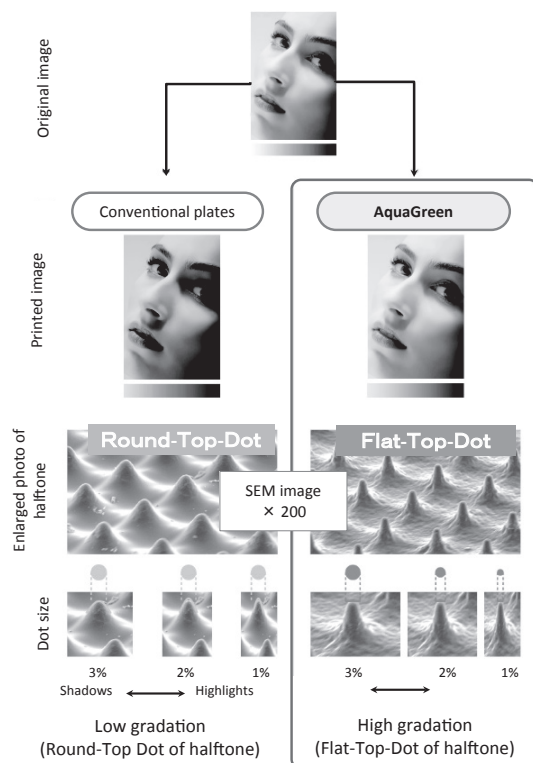 Original image
Conventional plates
AquaGreen
Printed image
Round-Top-Dot
Flat-Top-Dot
Enlarged photo of
halftone
SEM image
× 200
Dot size
3%
2%
1%
3%
2%
1%
Shadows
Highlights
Low gradation
(Round-Top Dot of halftone)
High gradation
(Flat-Top-Dot of halftone)